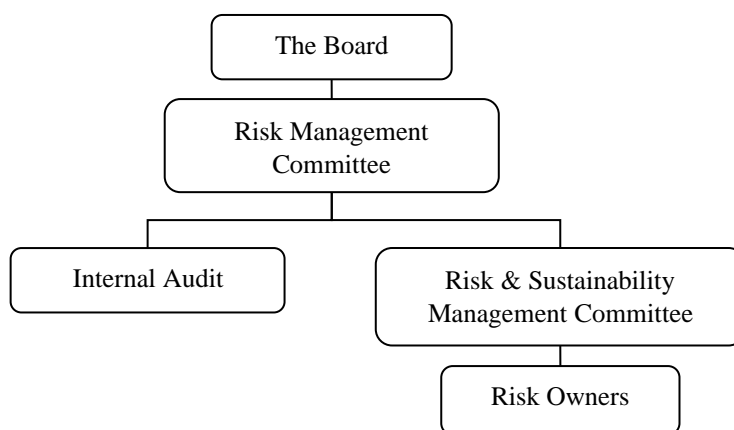 The Board
Risk Management
Committee
Internal Audit
Risk & Sustainability
Management Committee
Risk Owners